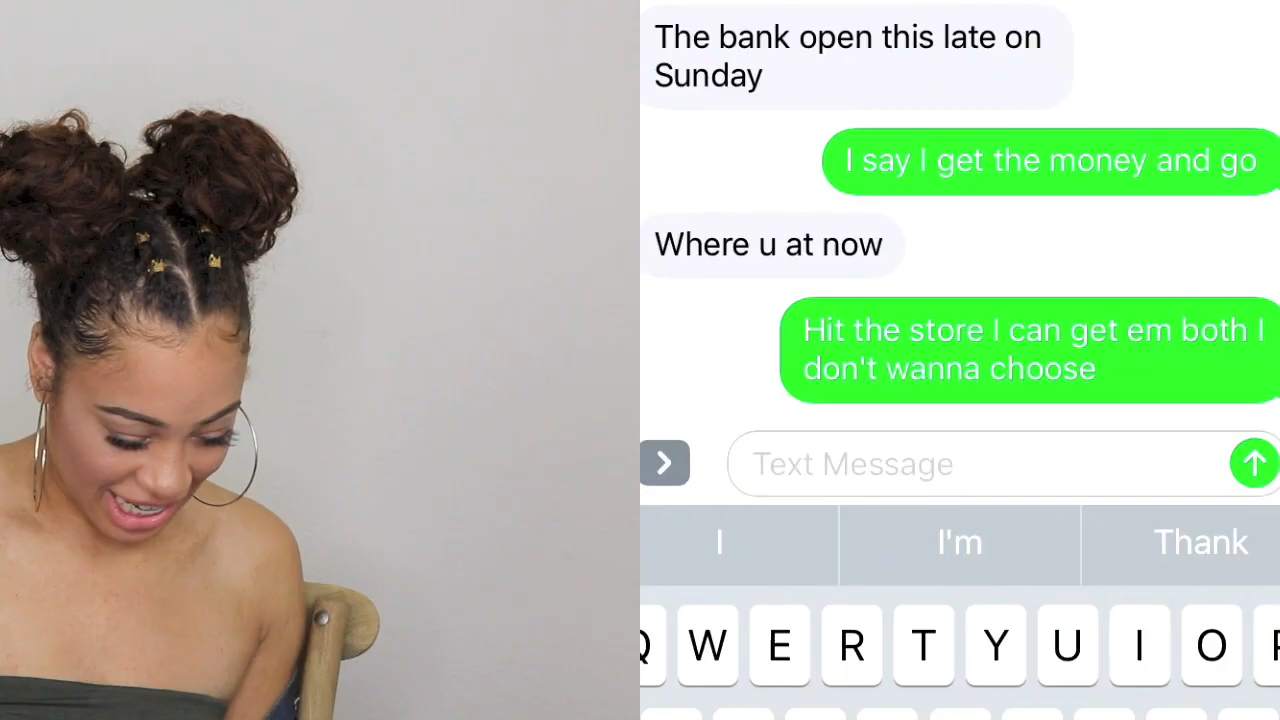 The bank open this late on
Sunday
I say I get the money and go
Where u at now
Hit the store I can get em both I
don't wanna choose
Text Message
I I'm Thank
Q W E R T Y U I O P